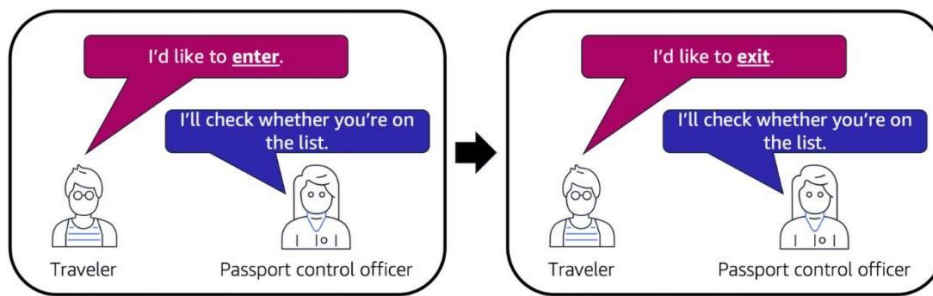 I'd like to enter.
I'll check whether you're on
the list.
Traveler
Passport control officer
I'd like to exit.
I'll check whether you're on
the list.
Traveler
Passport control officer